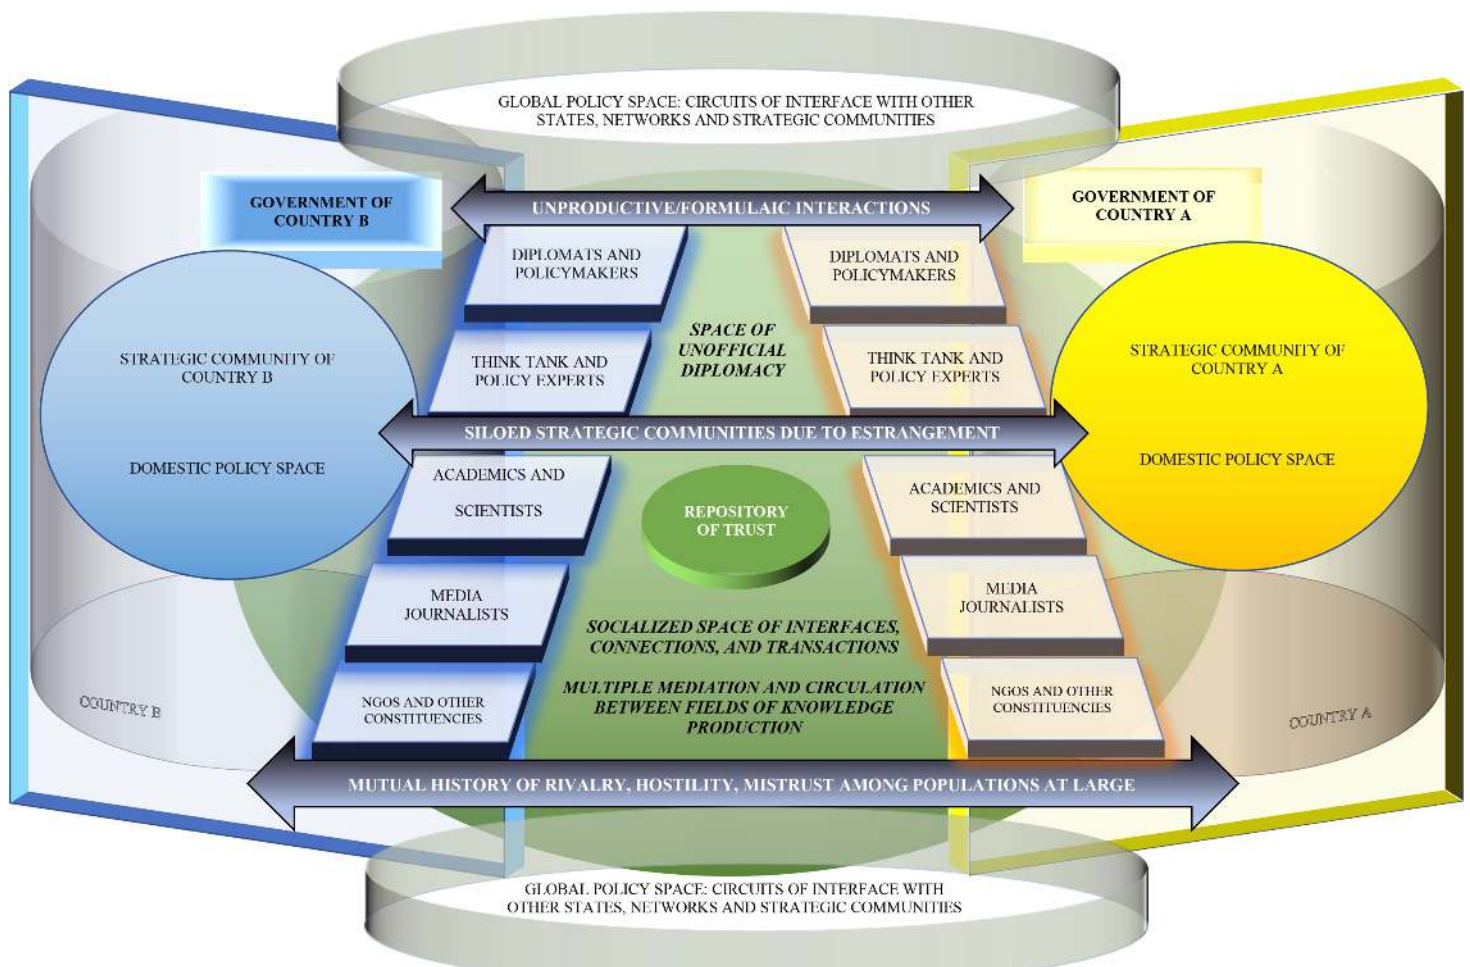 GLOBAL POLICY SPACE: CIRCUITS OF INTERFACE WITH OTHER
STATES, NETWORKS AND STRATEGIC COMMUNITIES
GOVERNMENT OF
COUNTRY B
UNPRODUCTIVE/FORMULAIC INTERACTIONS
GOVERNMENT OF
COUNTRY A
DIPLOMATS AND
POLICYMAKERS
DIPLOMATS AND
POLICYMAKERS
SPACE OF
UNOFFICIAL
DIPLOMACY
STRATEGIC COMMUNITY OF
COUNTRY B
DOMESTIC POLICY SPACE
THINK TANK AND
POLICY EXPERTS
THINK TANK AND
POLICY EXPERTS
STRATEGIC COMMUNITY OF
COUNTRY A
DOMESTIC POLICY SPACE
SILOED STRATEGIC COMMUNITIES DUE TO ESTRANGEMENT
ACADEMICS AND
SCIENTISTS
REPOSITORY
OF TRUST
ACADEMICS AND
SCIENTISTS
MEDIA
JOURNALISTS
MEDIA
JOURNALISTS
SOCIALIZED SPACE OF INTERFACES,
CONNECTIONS, AND TRANSACTIONS
MULTIPLE MEDIATION AND CIRCULATION
BETWEEN FIELDS OF KNOWLEDGE
PRODUCTION
COUNTRY B
NGOS AND OTHER
CONSTITUENCIES
NGOS AND OTHER
CONSTITUENCIES
COUNTRY A
MUTUAL HISTORY OF RIVALRY, HOSTILITY, MISTRUST AMONG POPULATIONS AT LARGE
GLOBAL POLICY SPACE: CIRCUITS OF INTERFACE WITH
OTHER STATES, NETWORKS AND STRATEGIC COMMUNITIES